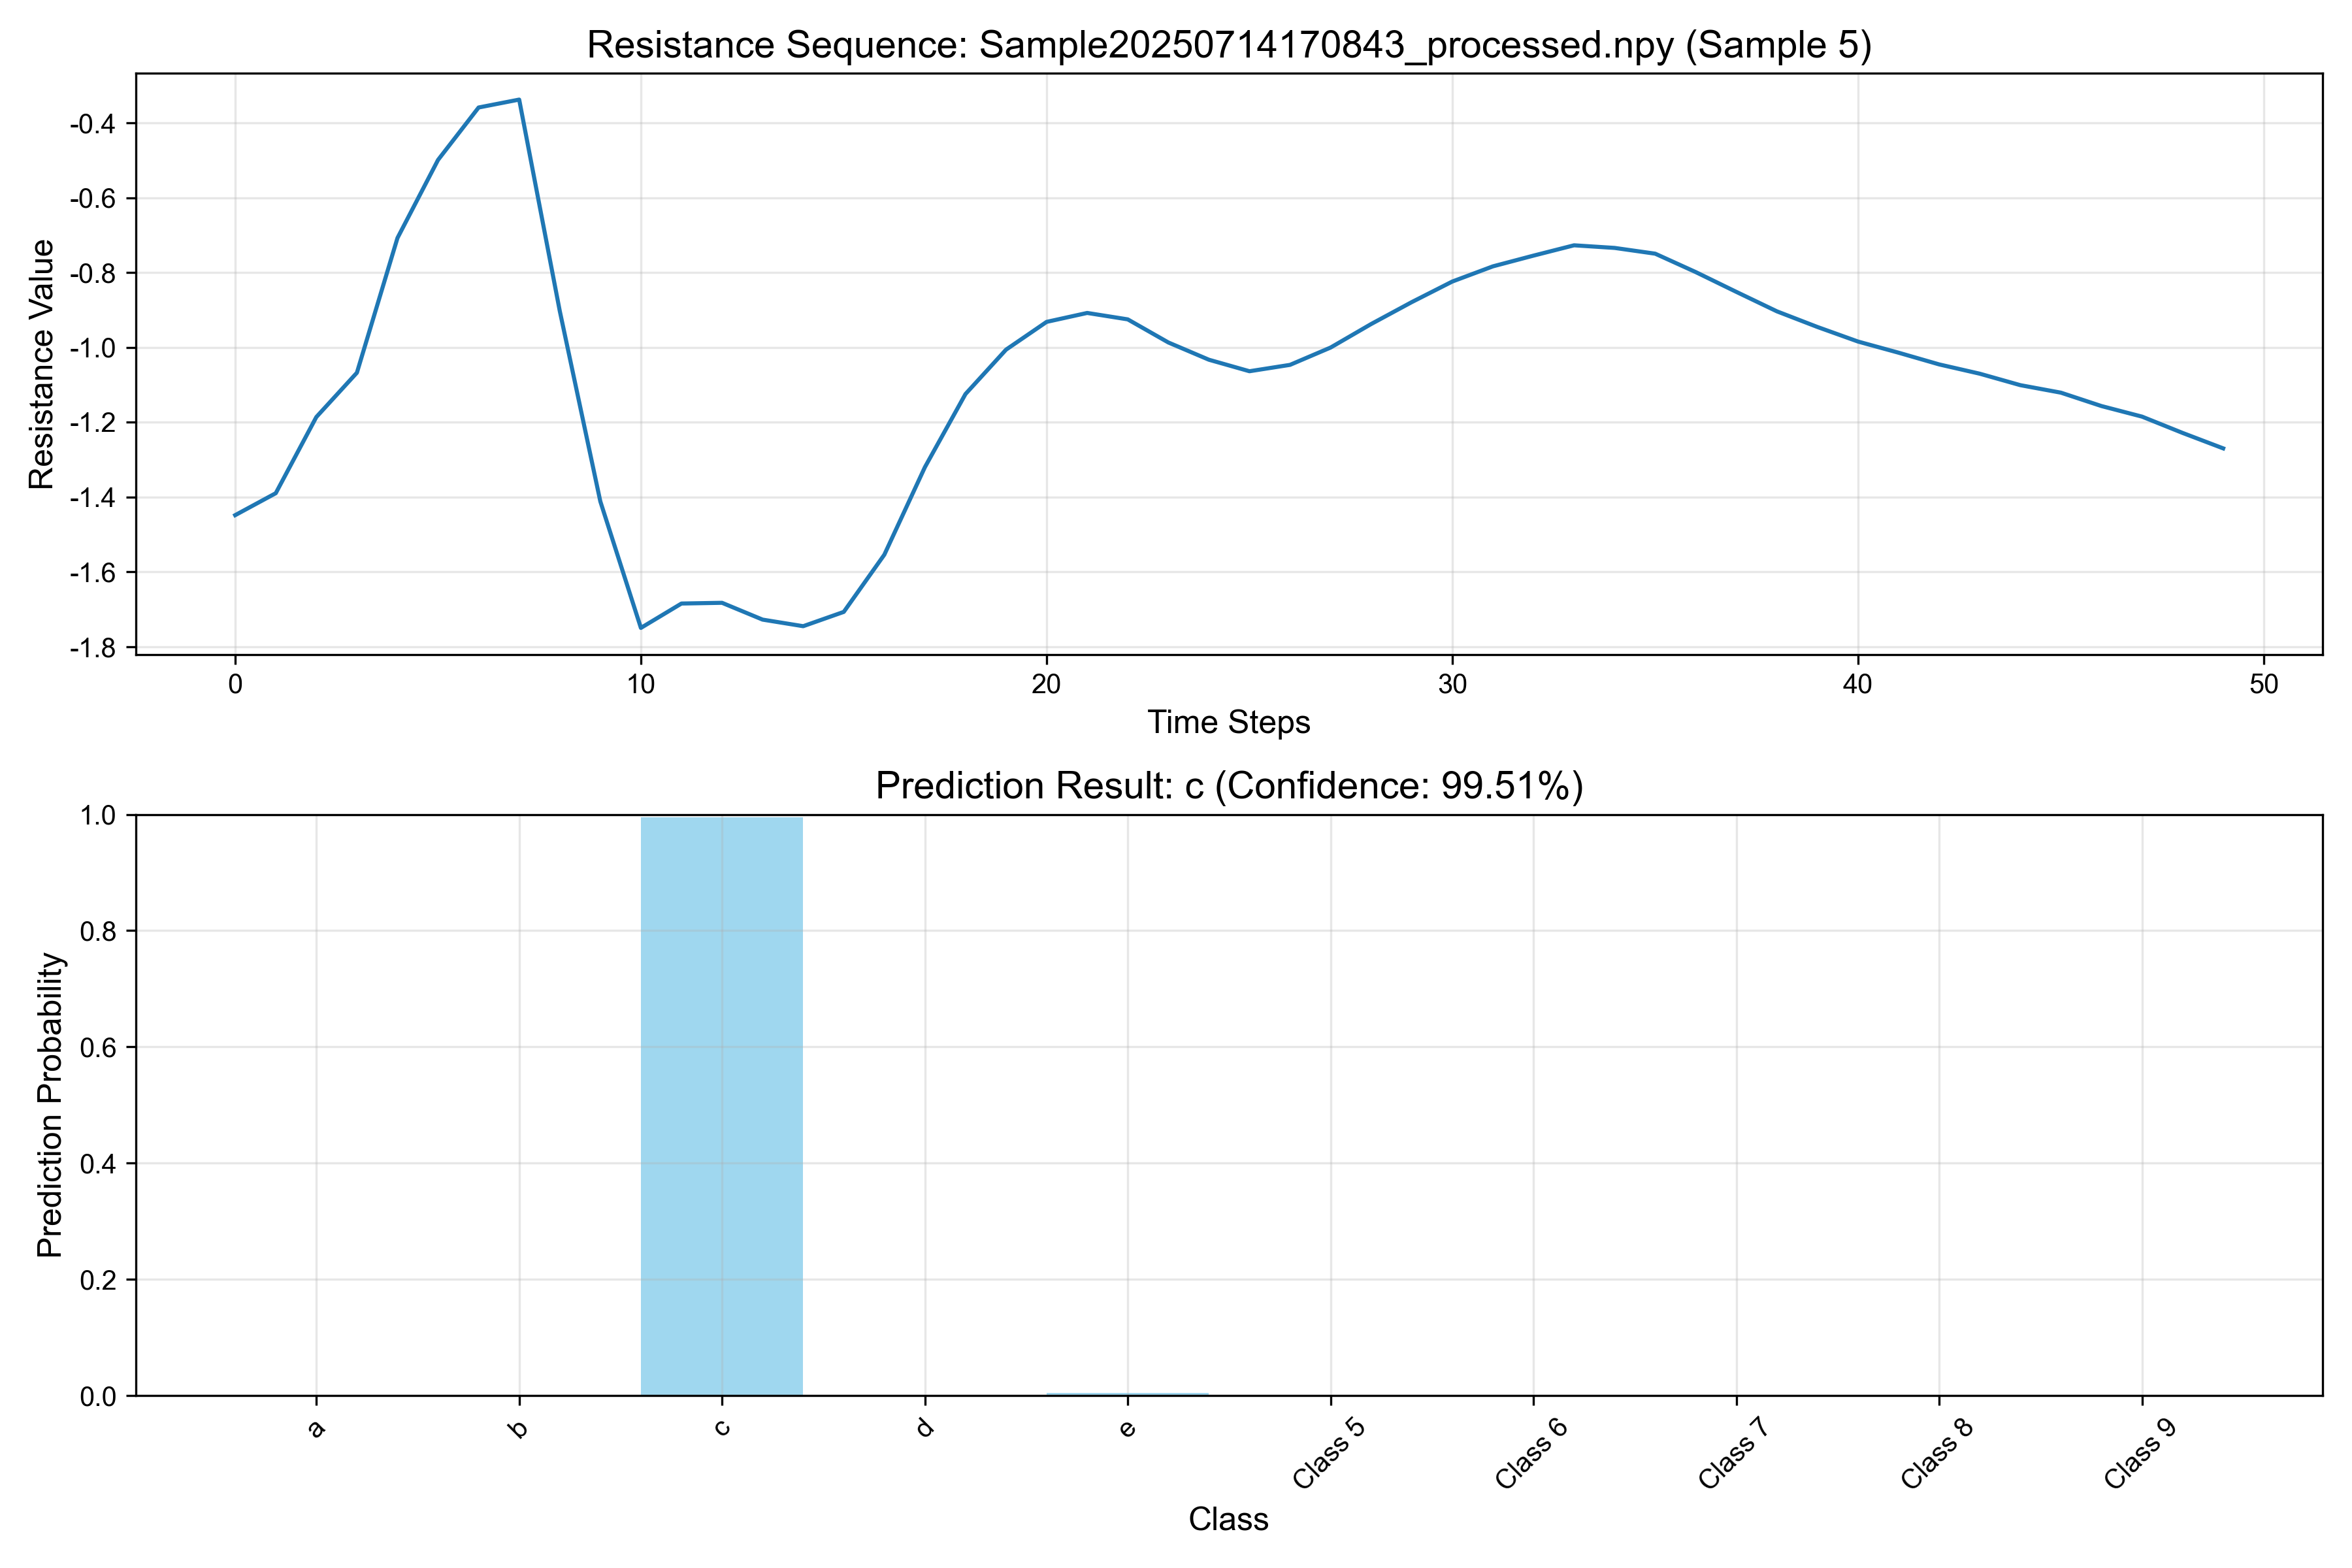 Resistance Sequence: Sample20250714170843_processed.npy (Sample 5)
Resistance Value
-0.4
-0.6
-0.8
-1.0
-1.2
-1.4
-1.6
-1.8
0 10 20 30 40 50
Time Steps
Prediction Result: c (Confidence: 99.51%)
Prediction Probability
1.0
0.8
0.6
0.4
0.2
0.0
a b c d e Class 5 Class 6 Class 7 Class 8 Class 9
Class